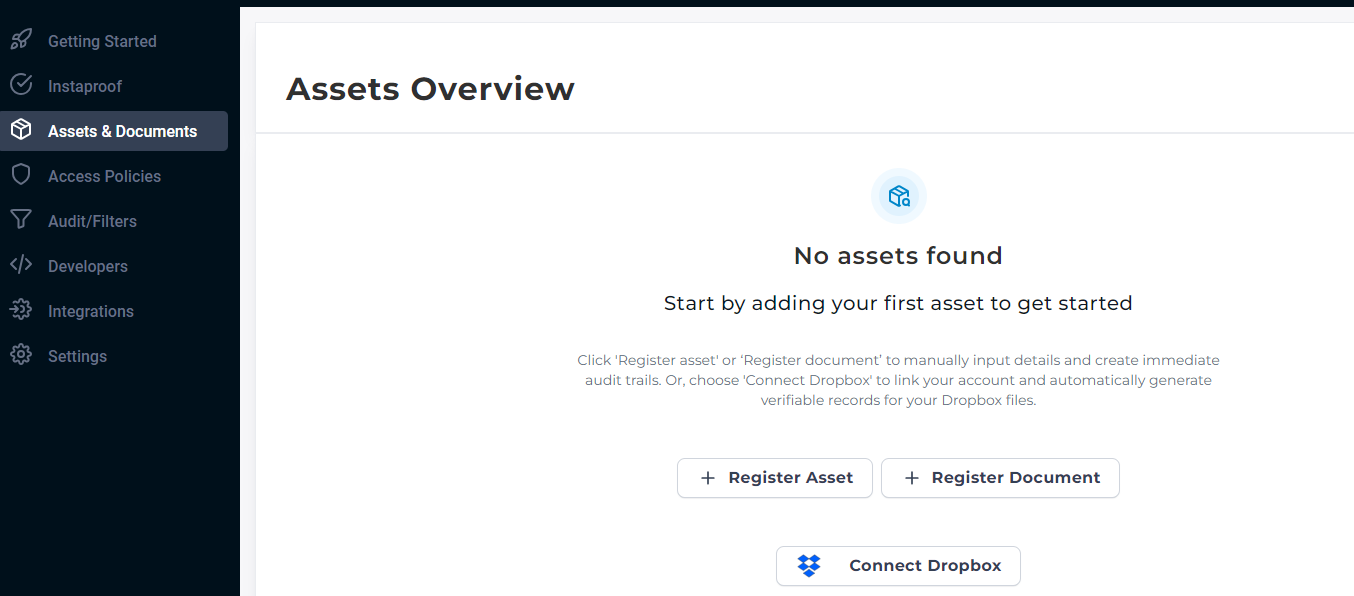 Getting Started
Instaproof
Assets & Documents
Access Policies
Audit/Filters
Developers
Integrations
Settings
Assets Overview
No assets found
Start by adding your first asset to get started
Click 'Register asset' or ‘Register document’ to manually input details and create immediate
audit trails. Or, choose 'Connect Dropbox' to link your account and automatically generate
verifiable records for your Dropbox files.
Register Asset
Register Document
Connect Dropbox